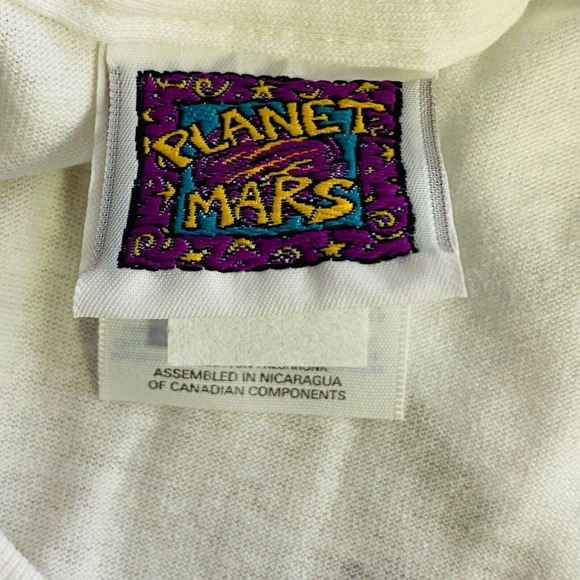 PLANET
MARS
ASSEMBLED IN NICARAGUA
OF CANADIAN COMPONENTS